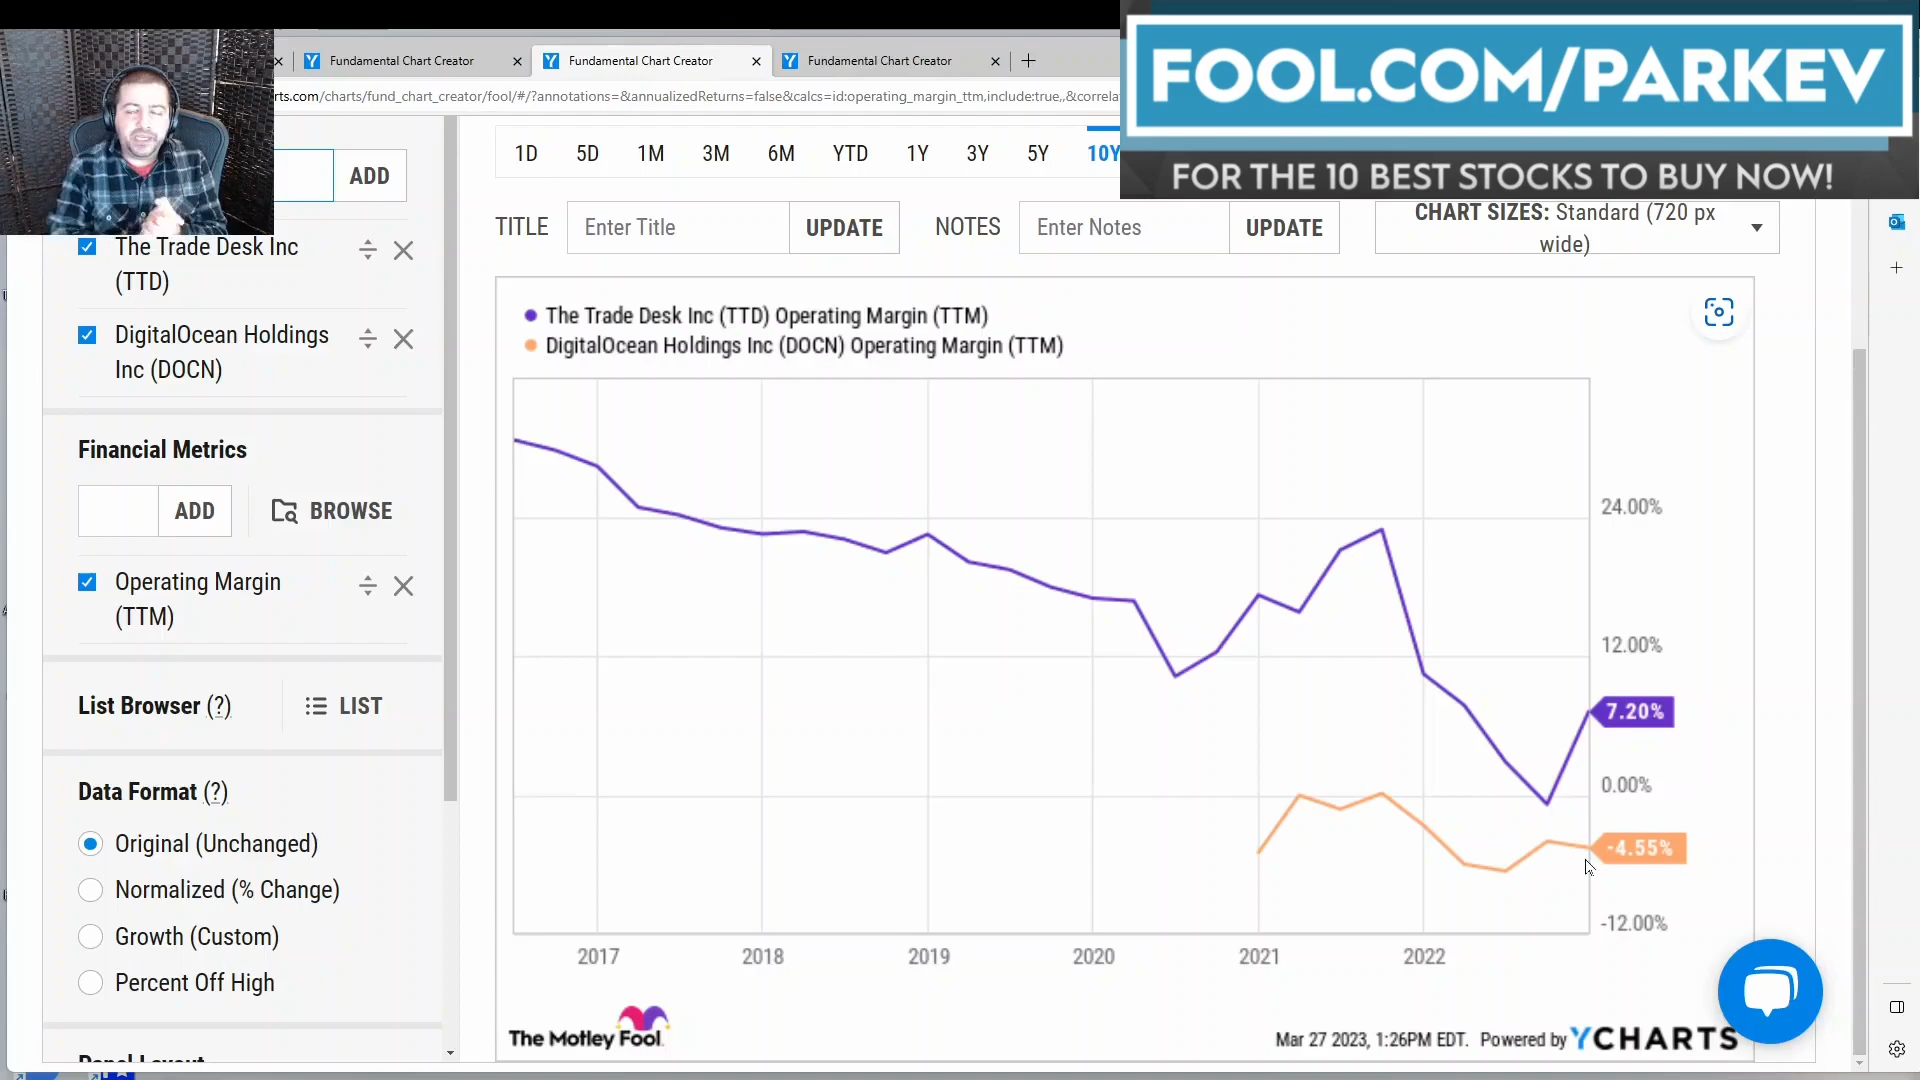 FOOL.COM/PARKEV
FOR THE 10 BEST STOCKS TO BUY NOW!
Fundamental Chart Creator
Fundamental Chart Creator
Fundamental Chart Creator
rts.com/charts/fund_chart_creator/fool/#/?annotations=&annualizedReturns=false&calcs=id:operating_margin_ttm,include:true,,&correla
ADD
1D 5D 1M 3M 6M YTD 1Y 3Y 5Y 10Y
TITLE Enter Title UPDATE NOTES Enter Notes UPDATE
CHART SIZES: Standard (720 px
wide)
The Trade Desk Inc
(TTD)
DigitalOcean Holdings
Inc (DOCN)
Financial Metrics
ADD BROWSE
Operating Margin
(TTM)
List Browser (?) LIST
Data Format (?)
Original (Unchanged)
Normalized (% Change)
Growth (Custom)
Percent Off High
Panel Layout
The Trade Desk Inc (TTD) Operating Margin (TTM)
DigitalOcean Holdings Inc (DOCN) Operating Margin (TTM)
24.00%
12.00%
7.20%
0.00%
-4.55%
-12.00%
2017 2018 2019 2020 2021 2022
The Motley Fool
Mar 27 2023, 1:26PM EDT. Powered by YCHARTS